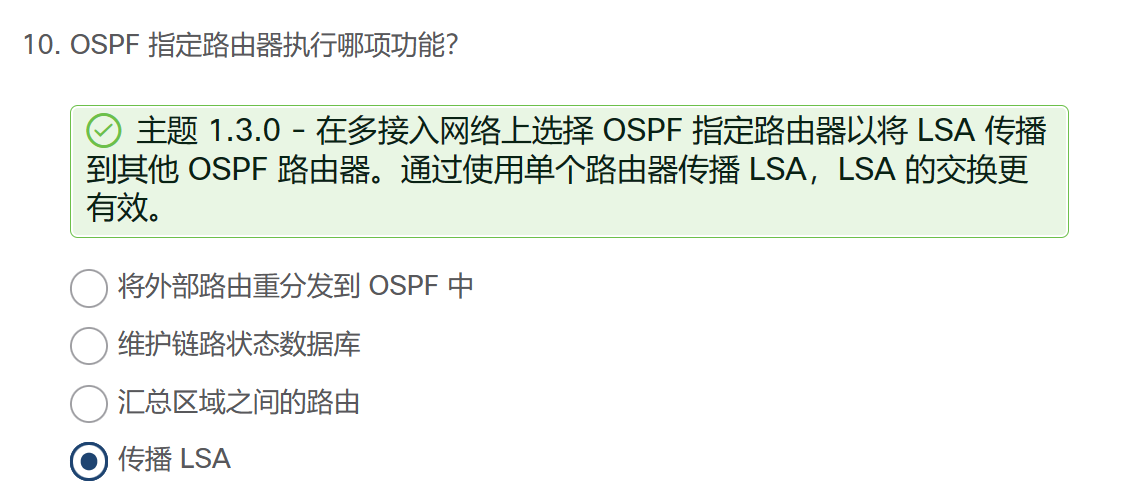 10. OSPF 指定路由器执行哪项功能?
主题 1.3.0 - 在多接入网络上选择 OSPF 指定路由器以将 LSA 传播
到其他 OSPF 路由器。通过使用单个路由器传播 LSA，LSA 的交换更
有效。
将外部路由重分发到 OSPF 中
维护链路状态数据库
汇总区域之间的路由
传播 LSA